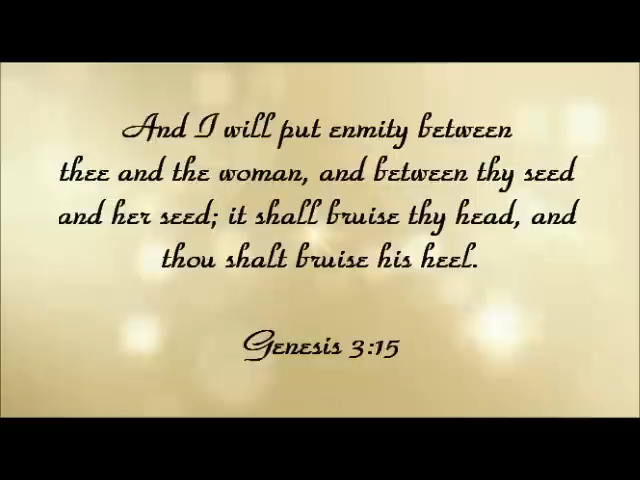 And I will put enmity between
thee and the woman, and between thy seed
and her seed; it shall bruise thy head, and
thou shalt bruise his heel.
Genesis 3:15